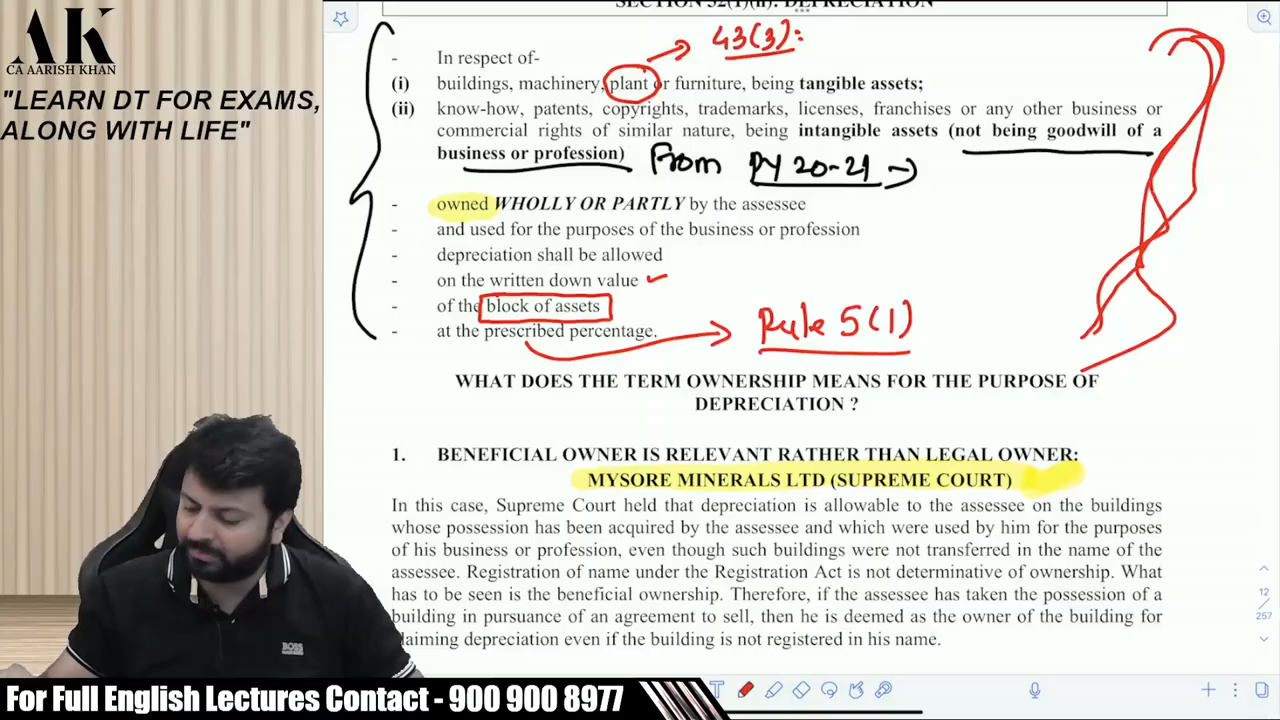 SECTION 32(1)(ii): DEPRECIATION
AK
CA AARISH KHAN
"LEARN DT FOR EXAMS,
ALONG WITH LIFE"
43(3):
- In respect of-
(i) buildings, machinery, plant or furniture, being tangible assets;
(ii) know-how, patents, copyrights, trademarks, licenses, franchises or any other business or
commercial rights of similar nature, being intangible assets (not being goodwill of a
business or profession) From PY 20-21 →
- owned WHOLLY OR PARTLY by the assessee
- and used for the purposes of the business or profession
- depreciation shall be allowed
- on the written down value
- of the block of assets
- at the prescribed percentage.
Rule 5(1)
WHAT DOES THE TERM OWNERSHIP MEANS FOR THE PURPOSE OF
DEPRECIATION ?
1. BENEFICIAL OWNER IS RELEVANT RATHER THAN LEGAL OWNER:
MYSORE MINERALS LTD (SUPREME COURT)
In this case, Supreme Court held that depreciation is allowable to the assessee on the buildings
whose possession has been acquired by the assessee and which were used by him for the purposes
of his business or profession, even though such buildings were not transferred in the name of the
assessee. Registration of name under the Registration Act is not determinative of ownership. What
has to be seen is the beneficial ownership. Therefore, if the assessee has taken the possession of a
building in pursuance of an agreement to sell, then he is deemed as the owner of the building for
claiming depreciation even if the building is not registered in his name.
12
257
BOSS
For Full English Lectures Contact - 900 900 8977